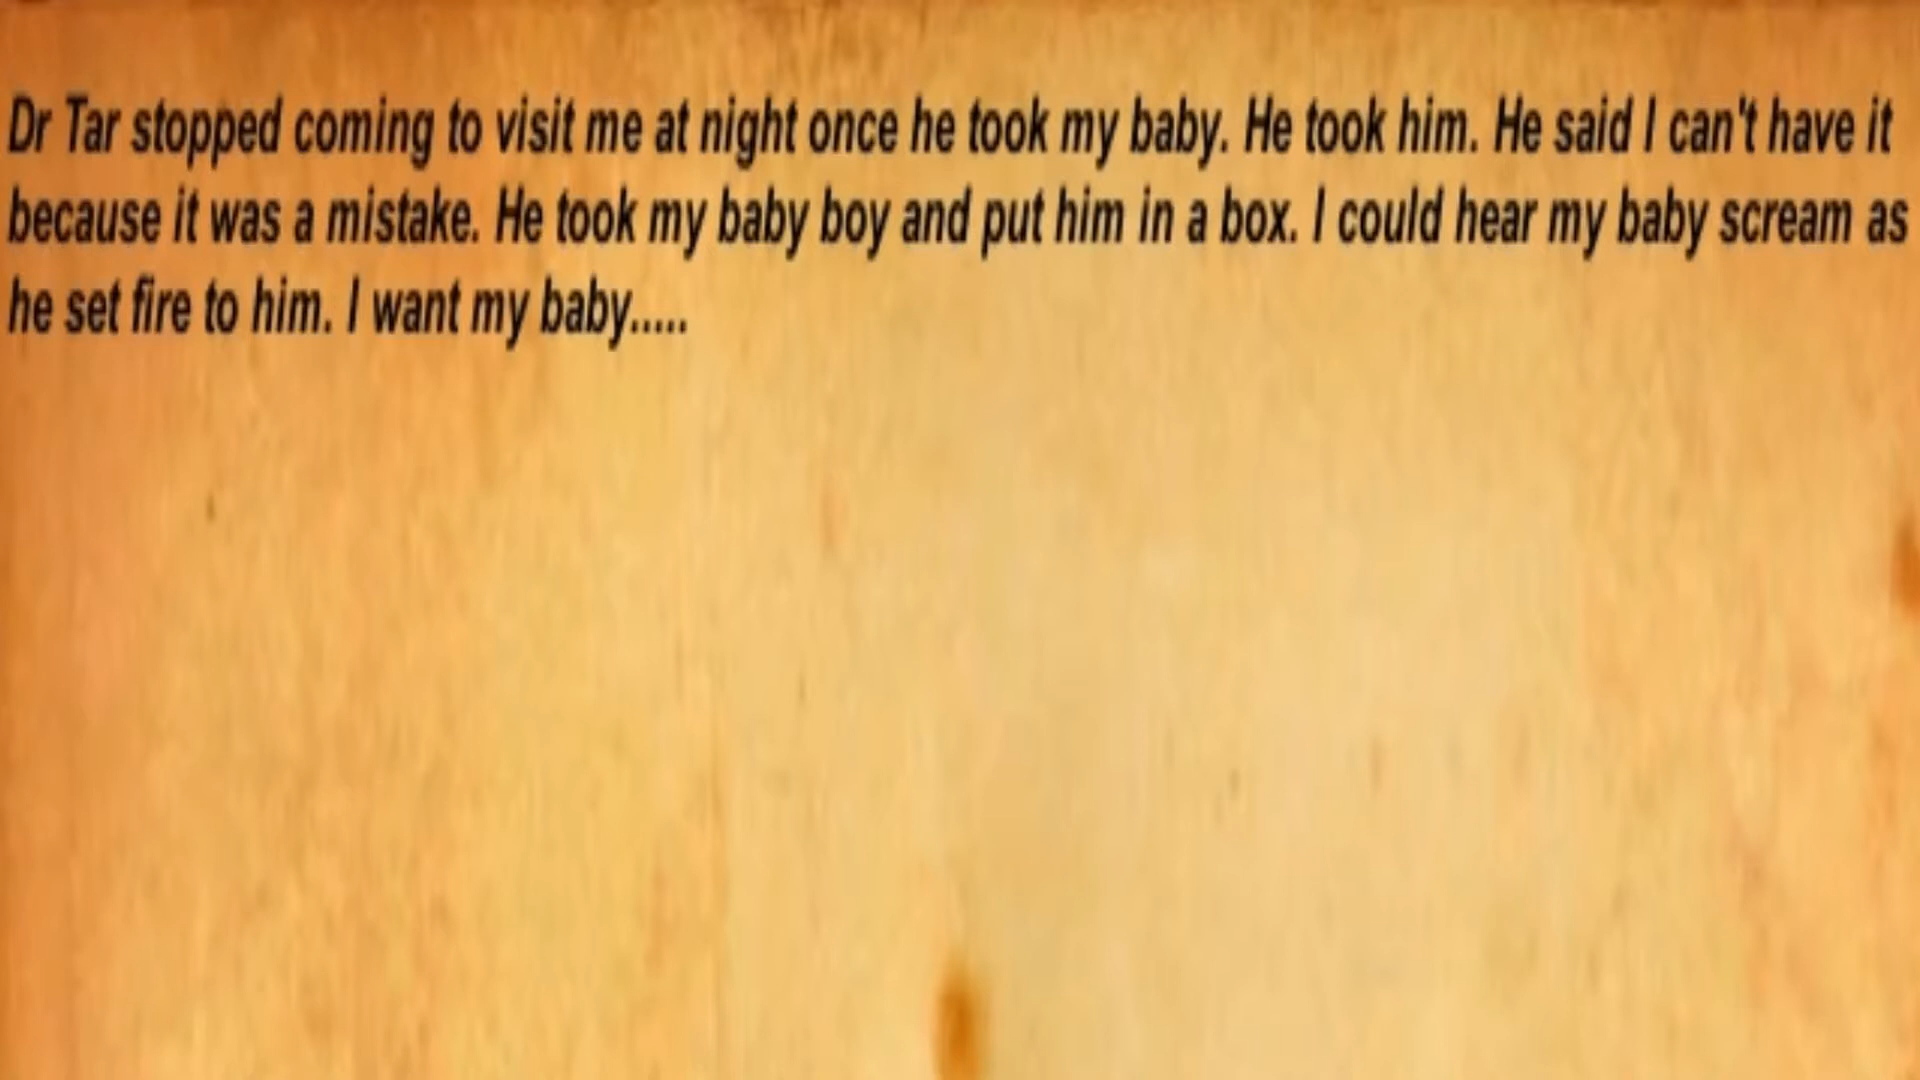 Dr Tar stopped coming to visit me at night once he took my baby. He took him. He said I can't have it
because it was a mistake. He took my baby boy and put him in a box. I could hear my baby scream as
he set fire to him. I want my baby.....